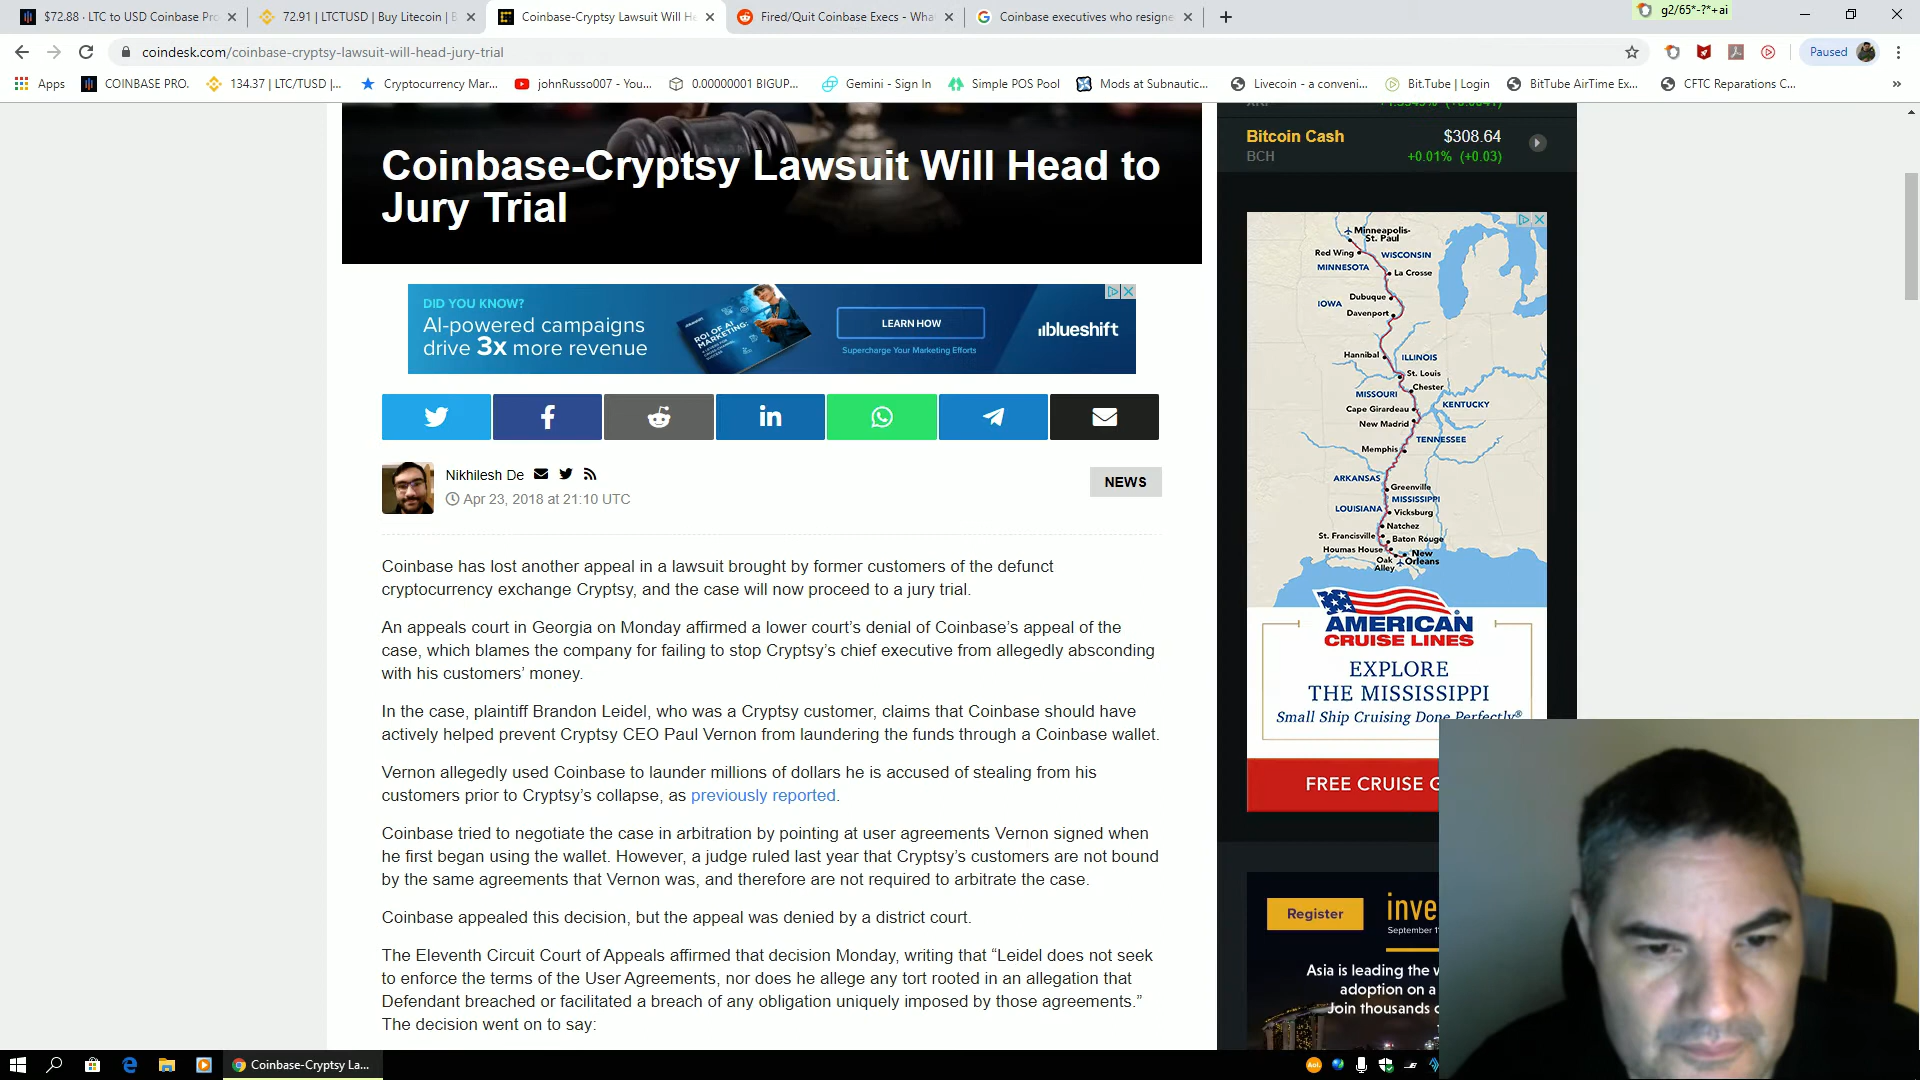 $72.88 · LTC to USD Coinbase Pro
72.91 | LTCTUSD | Buy Litecoin | B
Coinbase-Cryptsy Lawsuit Will He
Fired/Quit Coinbase Execs - Wha
Coinbase executives who resigne
g2/65*-?*+ai
coindesk.com/coinbase-cryptsy-lawsuit-will-head-jury-trial
Paused
Apps
COINBASE PRO.
134.37 | LTC/TUSD |...
Cryptocurrency Mar...
johnRusso007 - You...
0.00000001 BIGUP...
Gemini - Sign In
Simple POS Pool
Mods at Subnautic...
Livecoin - a conveni...
Bit.Tube | Login
BitTube AirTime Ex...
CFTC Reparations C...
»
Coinbase-Cryptsy Lawsuit Will Head to
Jury Trial
DID YOU KNOW?
AI-powered campaigns
drive 3x more revenue
ROI OF AI
MARKETING:
LEARN HOW
Supercharge Your Marketing Efforts
blueshift
Nikhilesh De
Apr 23, 2018 at 21:10 UTC
NEWS
Coinbase has lost another appeal in a lawsuit brought by former customers of the defunct
cryptocurrency exchange Cryptsy, and the case will now proceed to a jury trial.
An appeals court in Georgia on Monday affirmed a lower court's denial of Coinbase's appeal of the
case, which blames the company for failing to stop Cryptsy's chief executive from allegedly absconding
with his customers' money.
In the case, plaintiff Brandon Leidel, who was a Cryptsy customer, claims that Coinbase should have
actively helped prevent Cryptsy CEO Paul Vernon from laundering the funds through a Coinbase wallet.
Vernon allegedly used Coinbase to launder millions of dollars he is accused of stealing from his
customers prior to Cryptsy's collapse, as previously reported.
Coinbase tried to negotiate the case in arbitration by pointing at user agreements Vernon signed when
he first began using the wallet. However, a judge ruled last year that Cryptsy's customers are not bound
by the same agreements that Vernon was, and therefore are not required to arbitrate the case.
Coinbase appealed this decision, but the appeal was denied by a district court.
The Eleventh Circuit Court of Appeals affirmed that decision Monday, writing that “Leidel does not seek
to enforce the terms of the User Agreements, nor does he allege any tort rooted in an allegation that
Defendant breached or facilitated a breach of any obligation uniquely imposed by those agreements.”
The decision went on to say:
Bitcoin Cash
$308.64
BCH
+0.01% (+0.03)
Minneapolis-
St. Paul
Red Wing
WISCONSIN
MINNESOTA
La Crosse
Dubuque
IOWA
Davenport
Hannibal
ILLINOIS
St. Louis
Chester
MISSOURI
KENTUCKY
Cape Girardeau
New Madrid
TENNESSEE
Memphis
ARKANSAS
Greenville
MISSISSIPPI
LOUISIANA
Vicksburg
Natchez
St. Francisville
Baton Rouge
Houmas House
New
Orleans
Oak
Alley
AMERICAN
CRUISE LINES
EXPLORE
THE MISSISSIPPI
Small Ship Cruising Done Perfectly®
FREE CRUISE G
Register
inve
September 1
Asia is leading the w
adoption on a
Join thousands o
Coinbase-Cryptsy La...
AOL